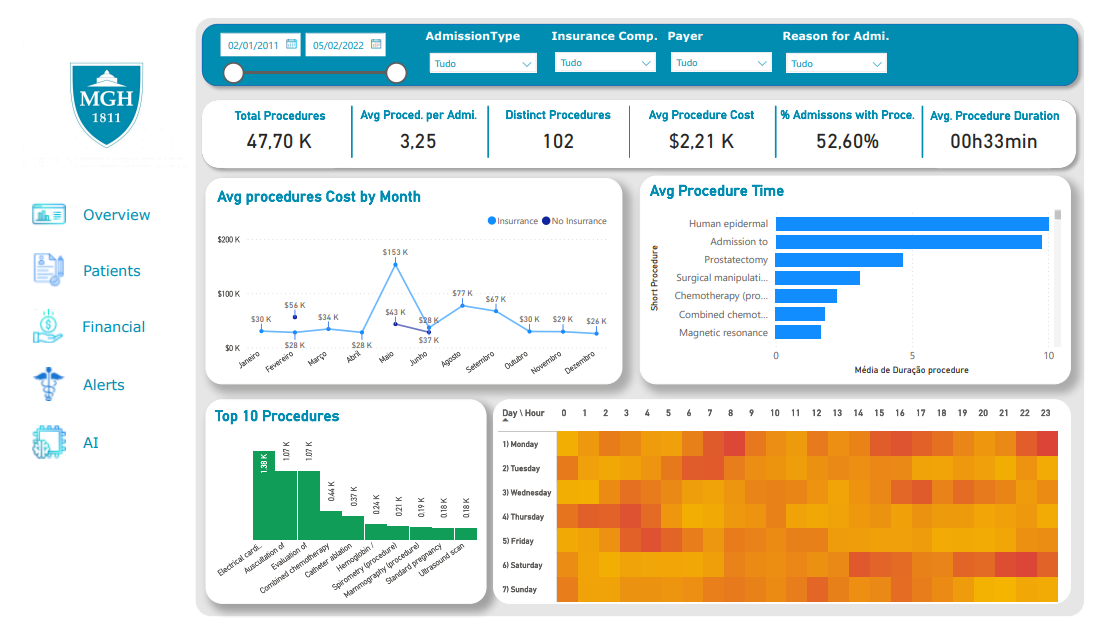 MGH
1811
Overview
Patients
Financial
Alerts
AI
02/01/2011
05/02/2022
AdmissionType
Tudo
Insurance Comp.
Tudo
Payer
Tudo
Reason for Admi.
Tudo
Total Procedures
47,70 K
Avg Proced. per Admi.
3,25
Distinct Procedures
102
Avg Procedure Cost
$2,21 K
% Admissons with Proce.
52,60%
Avg. Procedure Duration
00h33min
Avg procedures Cost by Month
Insurrance No Insurrance
$200 K
$100 K
$0 K
$30 K
$56 K
$28 K
$34 K
$28 K
$153 K
$43 K
$28 K
$37 K
$77 K
$67 K
$30 K
$29 K
$26 K
Janeiro
Fevereiro
Março
Abril
Maio
Junho
Agosto
Setembro
Outubro
Novembro
Dezembro
Avg Procedure Time
Short Procedure
Human epidermal
Admission to
Prostatectomy
Surgical manipulati...
Chemotherapy (pro...
Combined chemot...
Magnetic resonance
0 5 10
Média de Duração procedure
Top 10 Procedures
1.38 K
1.07 K
1.07 K
0.44 K
0.37 K
0.24 K
0.21 K
0.19 K
0.18 K
0.18 K
Electrical cardi...
Auscultation of
Evaluation of
Combined chemotherapy
Catheter ablation
Hemoglobin /
Spirometry (procedure)
Mammography (procedure)
Standard pregnancy
Ultrasound scan
Day \ Hour 0 1 2 3 4 5 6 7 8 9 10 11 12 13 14 15 16 17 18 19 20 21 22 23
1) Monday
2) Tuesday
3) Wednesday
4) Thursday
5) Friday
6) Saturday
7) Sunday